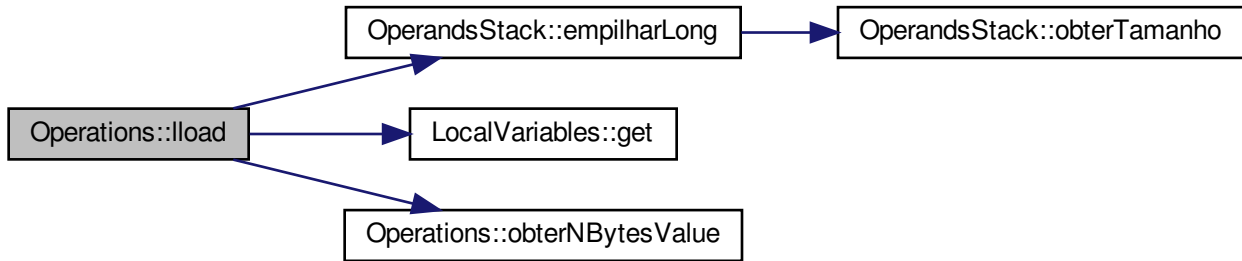 OperandsStack::empilharLong
OperandsStack::obterTamanho
Operations::lload
LocalVariables::get
Operations::obterNBytesValue